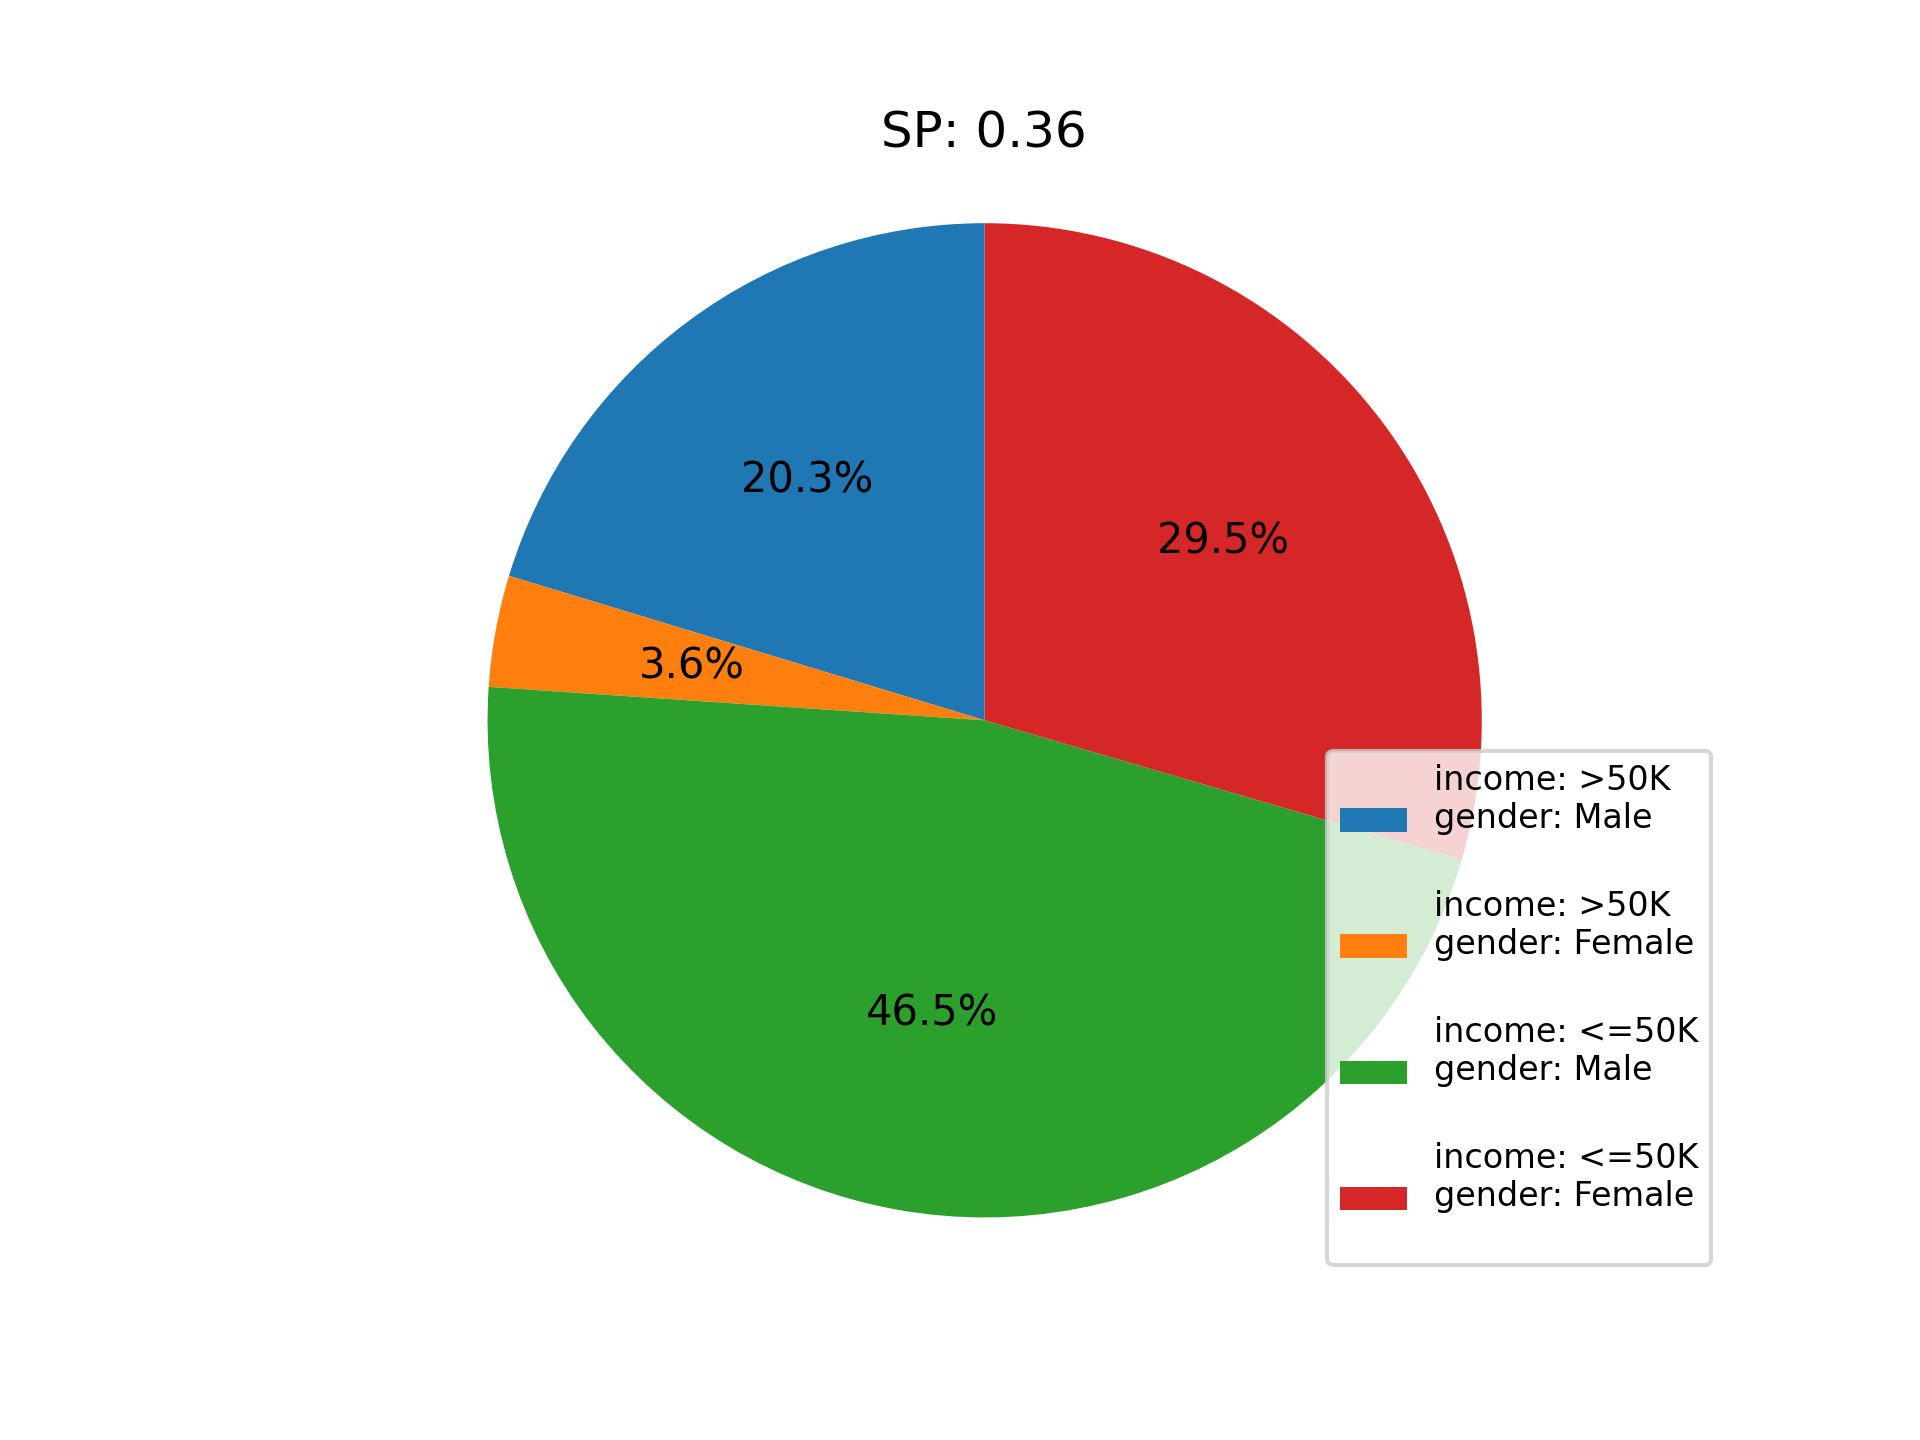 SP: 0.36
20.3%
29.5%
3.6%
46.5%
income: >50K
gender: Male
income: >50K
gender: Female
income: <=50K
gender: Male
income: <=50K
gender: Female